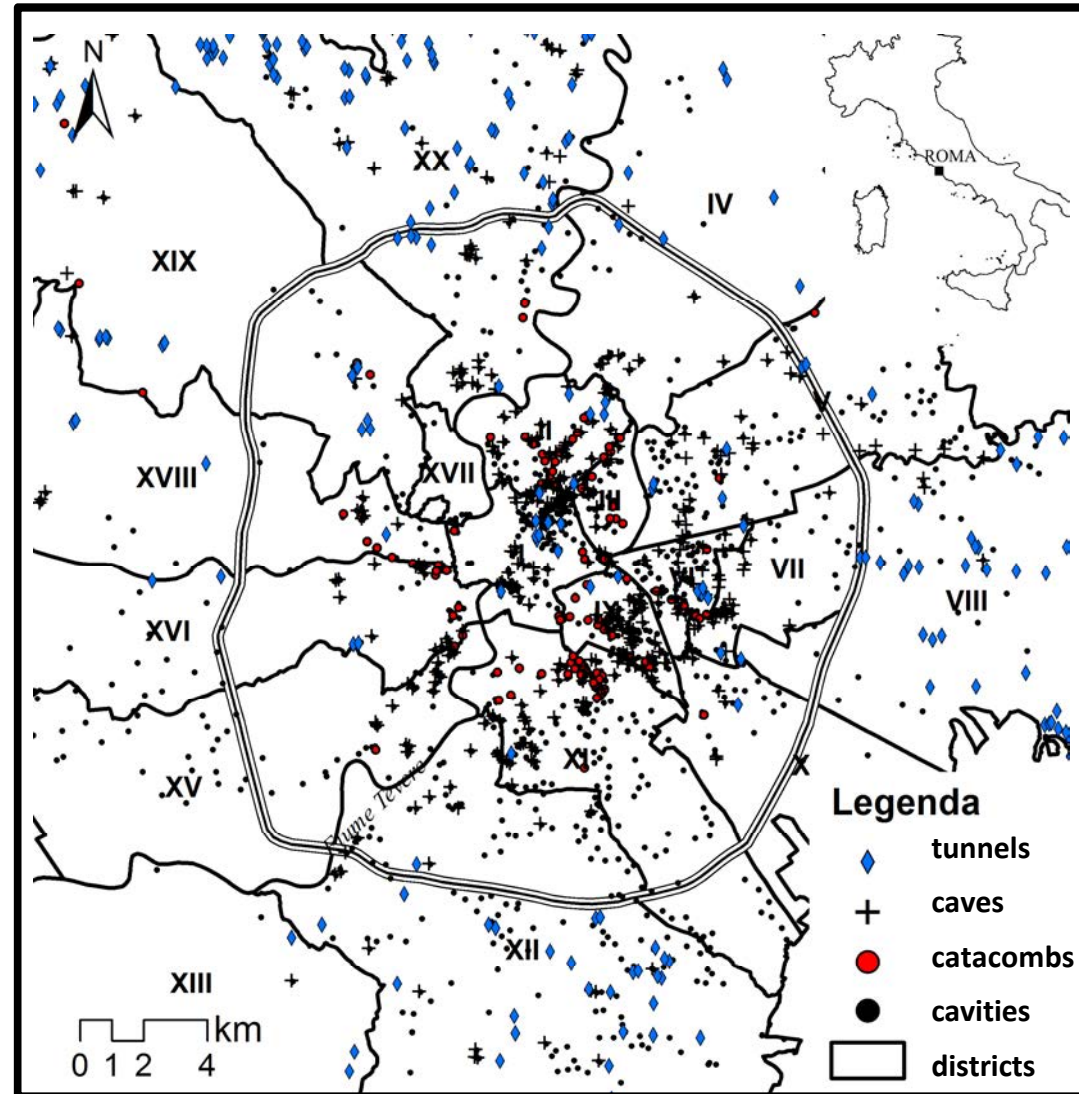 N
ROMA
XX
IV
XIX
II
V
XVIII
XVII
III
I
VI
VII
VIII
XVI
IX
XI
X
XV
Fiume Tevere
XII
XIII
km
0 1 2 4
Legenda
tunnels
caves
catacombs
cavities
districts